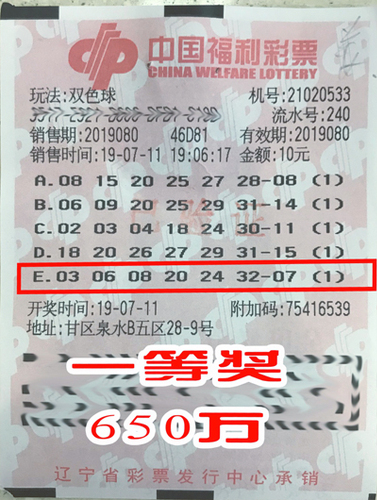 中国福利彩票
CHINA WELFARE LOTTERY
玩法:双色球 机号:21020533
流水号:240
销售期:2019080 46D81 有效期:2019080
销售时间:19-07-11 19:06:17 金额:10元
A.08 15 20 25 27 28-08 (1)
B.06 09 20 25 29 31-14 (1)
C.02 03 04 18 24 30-11 (1)
D.18 20 26 27 29 31-15 (1)
E.03 06 08 20 24 32-07 (1)
开奖时间:19-07-11 附加码:75416539
地址:甘区泉水B五区28-9号
一等奖
650万
辽宁省彩票发行中心承销